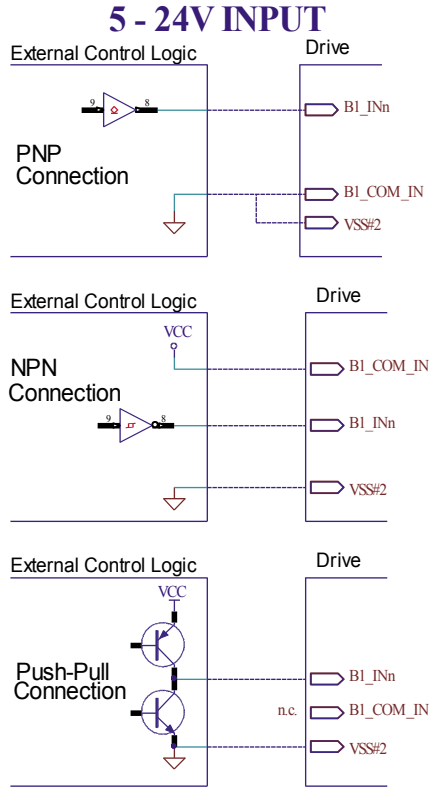 5 - 24V INPUT
External Control Logic
Drive
9
8
B1_INn
PNP
Connection
B1_COM_IN
VSS#2
External Control Logic
Drive
VCC
NPN
Connection
B1_COM_IN
9
8
B1_INn
VSS#2
External Control Logic
Drive
VCC
Push-Pull
Connection
B1_INn
n.c.
B1_COM_IN
VSS#2